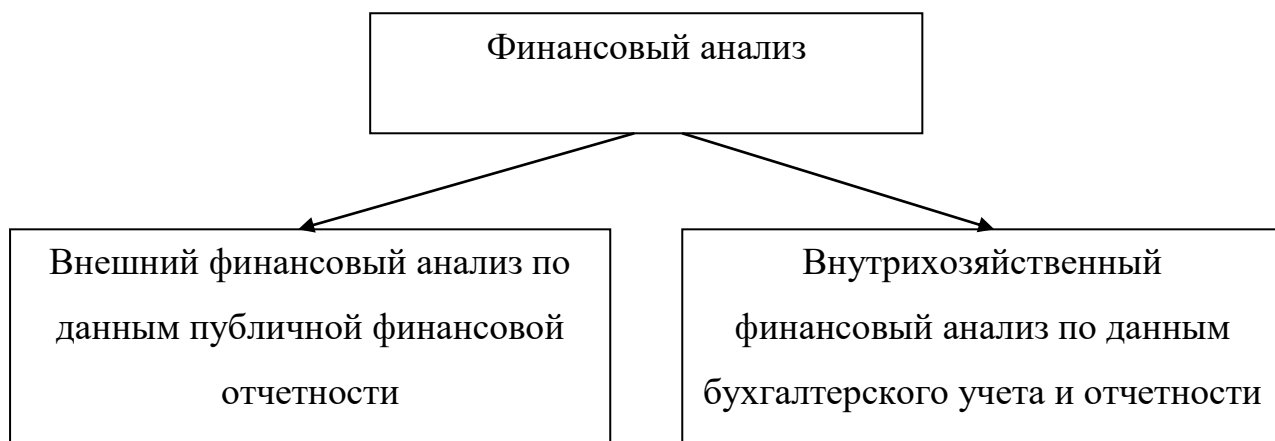 Финансовый анализ
Внешний финансовый анализ по
данным публичной финансовой
отчетности
Внутрихозяйственный
финансовый анализ по данным
бухгалтерского учета и отчетности